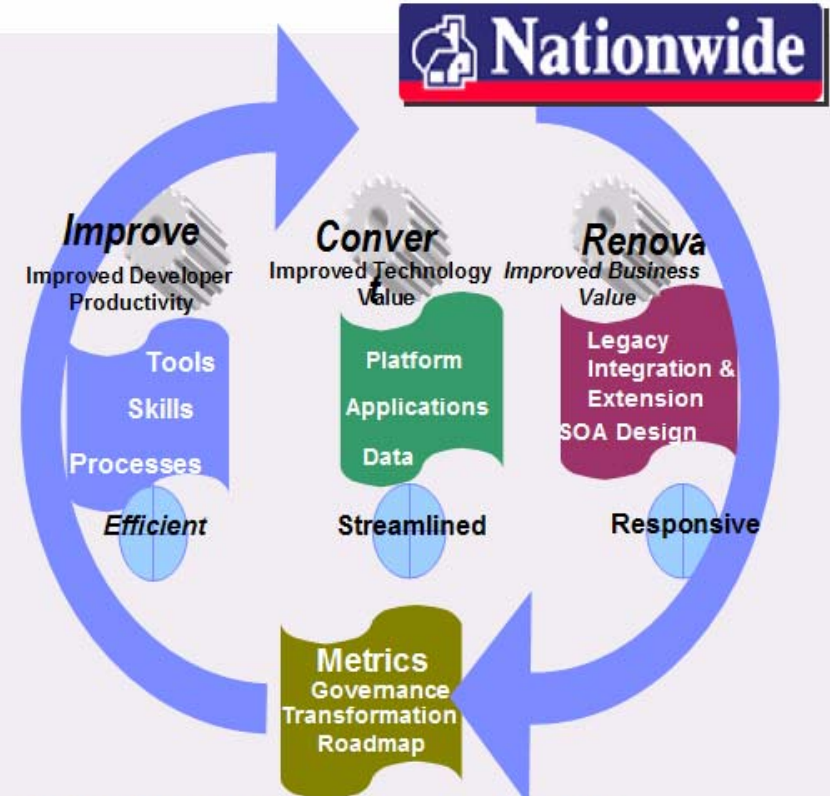 Nationwide
Improve
Improved Developer
Productivity
Conver
t
Improved Technology
Value
Renova
Improved Business
Value
Tools
Skills
Processes
Platform
Applications
Data
Legacy
Integration &
Extension
SOA Design
Efficient
Streamlined
Responsive
Metrics
Governance
Transformation
Roadmap